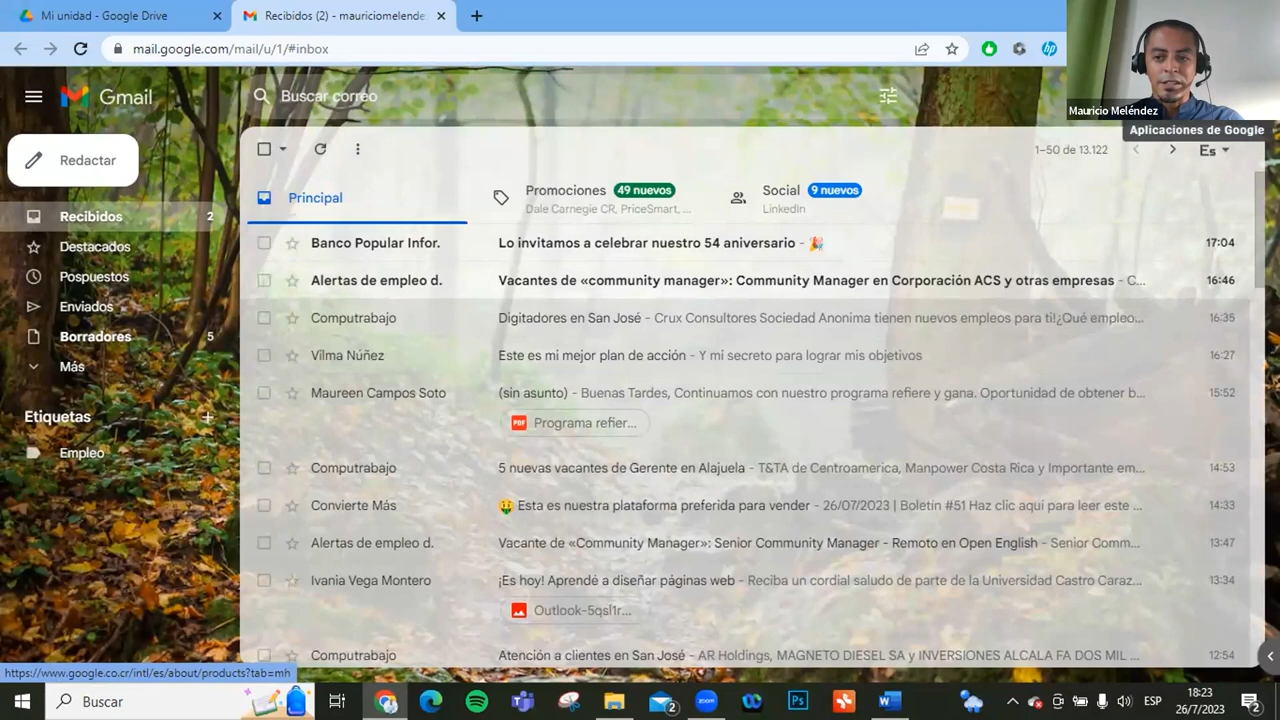 Mi unidad - Google Drive
Recibidos (2) - mauriciomelende
mail.google.com/mail/u/1/#inbox
hp
Mauricio Meléndez
Aplicaciones de Google
Gmail
Buscar correo
Redactar
1–50 de 13.122
Es
Principal
Promociones 49 nuevos
Dale Carnegie CR, PriceSmart, ...
Social 9 nuevos
LinkedIn
Recibidos 2
Destacados
Pospuestos
Enviados
Borradores 5
Más
Etiquetas +
Empleo
Banco Popular Infor. Lo invitamos a celebrar nuestro 54 aniversario - 🎉 17:04
Alertas de empleo d. Vacantes de «community manager»: Community Manager en Corporación ACS y otras empresas - C... 16:46
Computrabajo Digitadores en San José - Crux Consultores Sociedad Anonima tienen nuevos empleos para ti!¿Qué empleo... 16:35
Vilma Núñez Este es mi mejor plan de acción - Y mi secreto para lograr mis objetivos 16:27
Maureen Campos Soto (sin asunto) - Buenas Tardes, Continuamos con nuestro programa refiere y gana. Oportunidad de obtener b... 15:52
PDF Programa refier...
Computrabajo 5 nuevas vacantes de Gerente en Alajuela - T&TA de Centroamerica, Manpower Costa Rica y Importante em... 14:53
Convierte Más 🤑 Esta es nuestra plataforma preferida para vender - 26/07/2023 | Boletín #51 Haz clic aquí para leer este ... 14:33
Alertas de empleo d. Vacante de «Community Manager»: Senior Community Manager - Remoto en Open English - Senior Comm... 13:47
Ivania Vega Montero ¡Es hoy! Aprendé a diseñar páginas web - Reciba un cordial saludo de parte de la Universidad Castro Caraz... 13:34
Outlook-5qsl1r...
Computrabajo Atención a clientes en San José - AR Holdings, MAGNETO DIESEL SA y INVERSIONES ALCALA FA DOS MIL ... 12:54
https://www.google.co.cr/intl/es/about/products?tab=mh
Buscar
2
zoom
Ps
W
ESP
18:23
26/7/2023
2